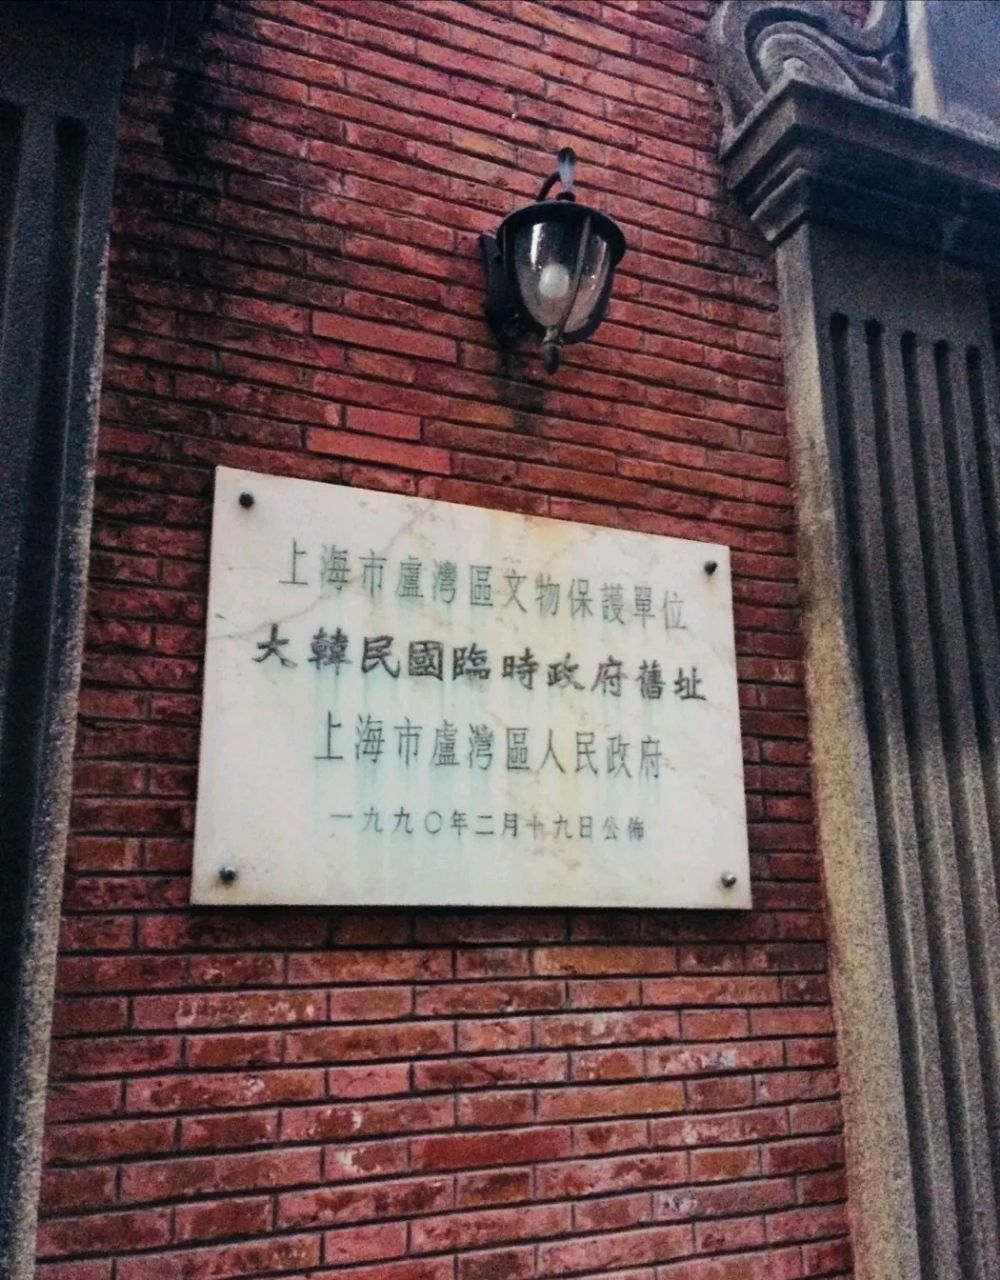 上海市盧灣區文物保護單位
大韓民國臨時政府舊址
上海市盧灣區人民政府
一九九〇年二月十九日公佈